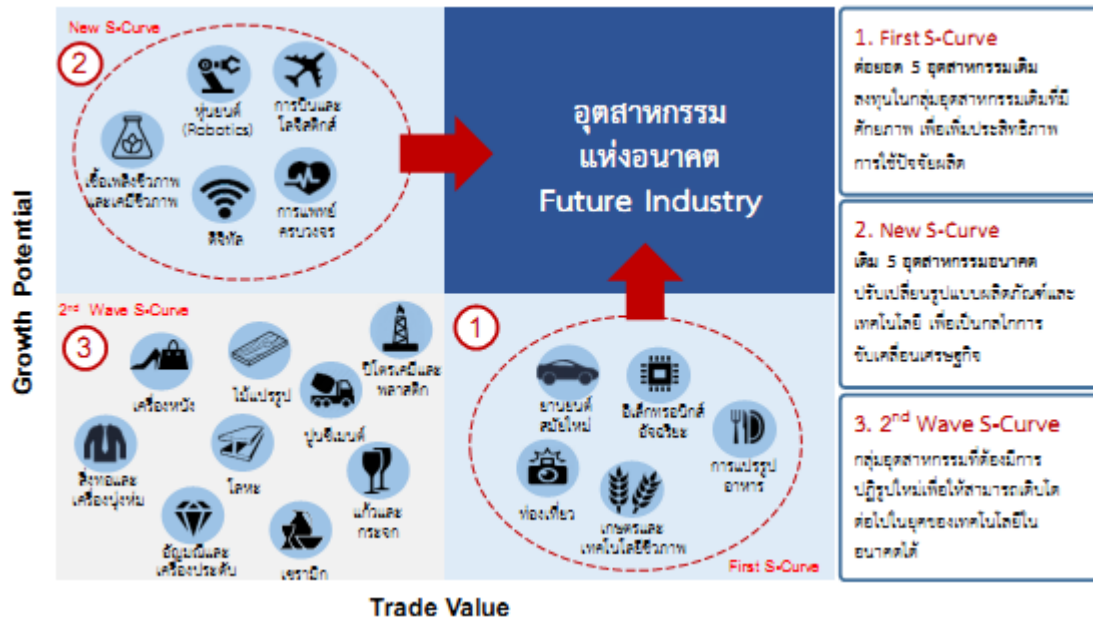 New S-Curve
2
หุ่นยนต์
(Robotics)
การบินและ
โลจิสติกส์
เชื้อเพลิงชีวภาพ
และเคมีชีวภาพ
ดิจิทัล
การแพทย์
ครบวงจร
อุตสาหกรรม
แห่งอนาคต
Future Industry
Growth Potential
2nd Wave S-Curve
3
เครื่องหนัง
ไม้แปรรูป
ปิโตรเคมีและ
พลาสติก
ปูนซีเมนต์
สิ่งทอและ
เครื่องนุ่งห่ม
โลหะ
แก้วและ
กระจก
อัญมณีและ
เครื่องประดับ
เซรามิก
1
ยานยนต์
สมัยใหม่
อิเล็กทรอนิกส์
อัจฉริยะ
การแปรรูป
อาหาร
ท่องเที่ยว
เกษตรและ
เทคโนโลยีชีวภาพ
First S-Curve
Trade Value
1. First S-Curve
ต่อยอด 5 อุตสาหกรรมเดิม
ลงทุนในกลุ่มอุตสาหกรรมเดิมที่มี
ศักยภาพ เพื่อเพิ่มประสิทธิภาพ
การใช้ปัจจัยผลิต
2. New S-Curve
เติม 5 อุตสาหกรรมอนาคต
ปรับเปลี่ยนรูปแบบผลิตภัณฑ์และ
เทคโนโลยี เพื่อเป็นกลไกการ
ขับเคลื่อนเศรษฐกิจ
3. 2nd Wave S-Curve
กลุ่มอุตสาหกรรมที่ต้องมีการ
ปฏิรูปใหม่เพื่อให้สามารถเติบโต
ต่อไปในยุคของเทคโนโลยีใน
อนาคตได้